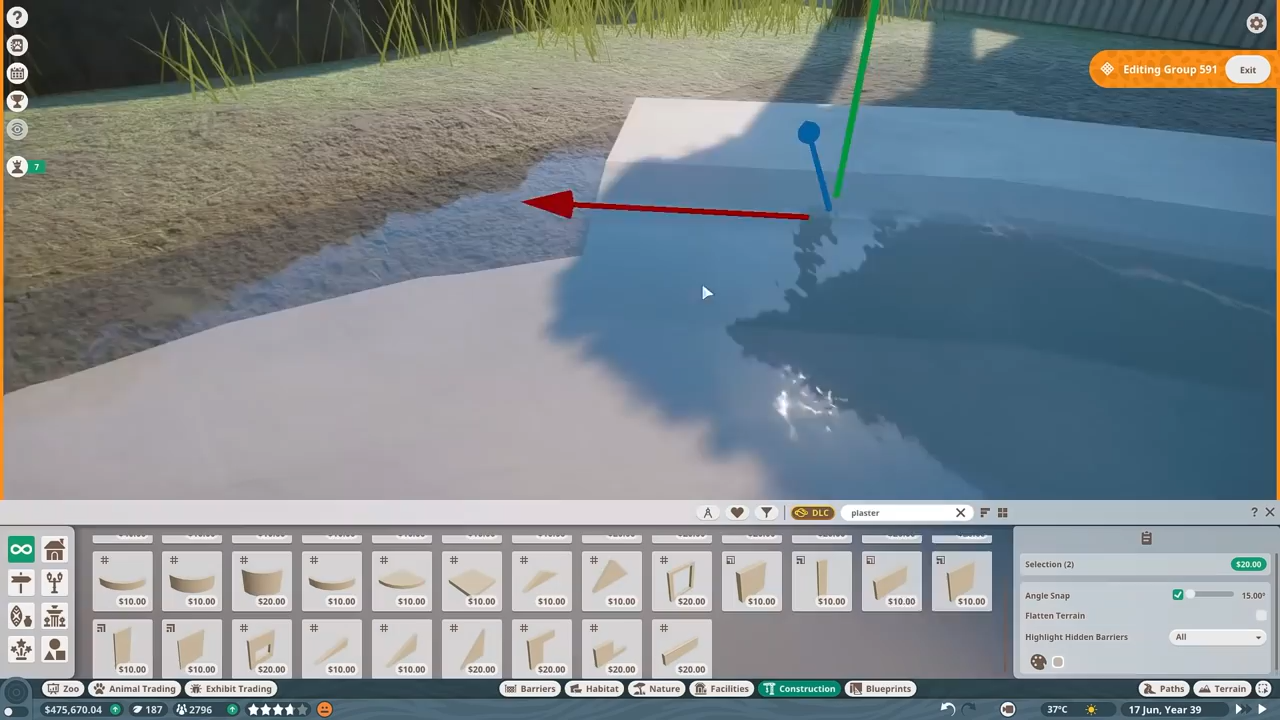 ?
Editing Group 591
Exit
7
DLC
plaster
?
$10.00 $10.00 $20.00 $10.00 $10.00 $10.00 $10.00 $10.00 $20.00 $10.00 $10.00 $10.00 $10.00
$10.00 $10.00 $20.00 $10.00 $10.00 $10.00 $20.00 $20.00 $20.00
Selection (2)
$20.00
Angle Snap
15.00°
Flatten Terrain
Highlight Hidden Barriers
All
Zoo
Animal Trading
Exhibit Trading
Barriers
Habitat
Nature
Facilities
Construction
Blueprints
Paths
Terrain
$475,670.04
187
2796
37°C
17 Jun, Year 39